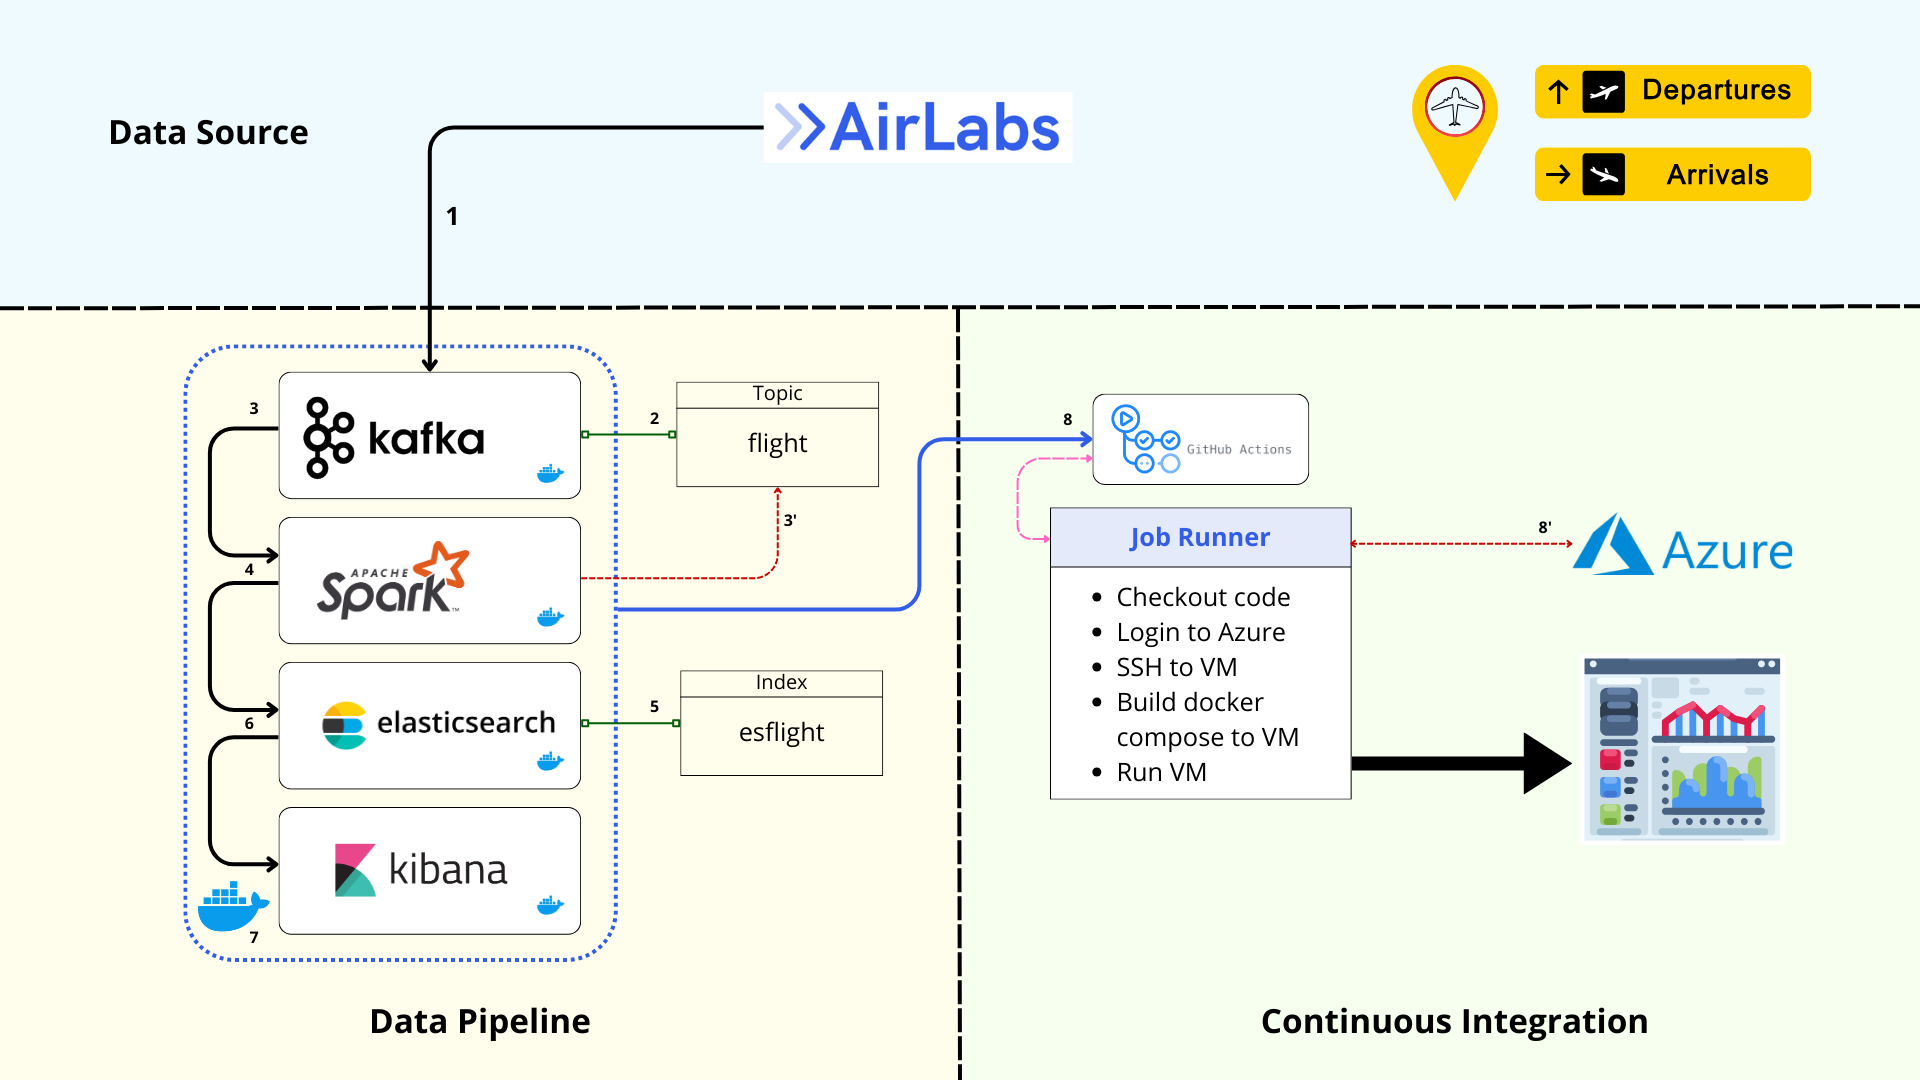 Data Source
AirLabs
Departures
Arrivals
1
3
kafka
2
Topic
flight
3'
4
APACHE
Spark™
6
elasticsearch
5
Index
esflight
kibana
7
Data Pipeline
8
GitHub Actions
Job Runner
• Checkout code
• Login to Azure
• SSH to VM
• Build docker
compose to VM
• Run VM
8'
Azure
Continuous Integration